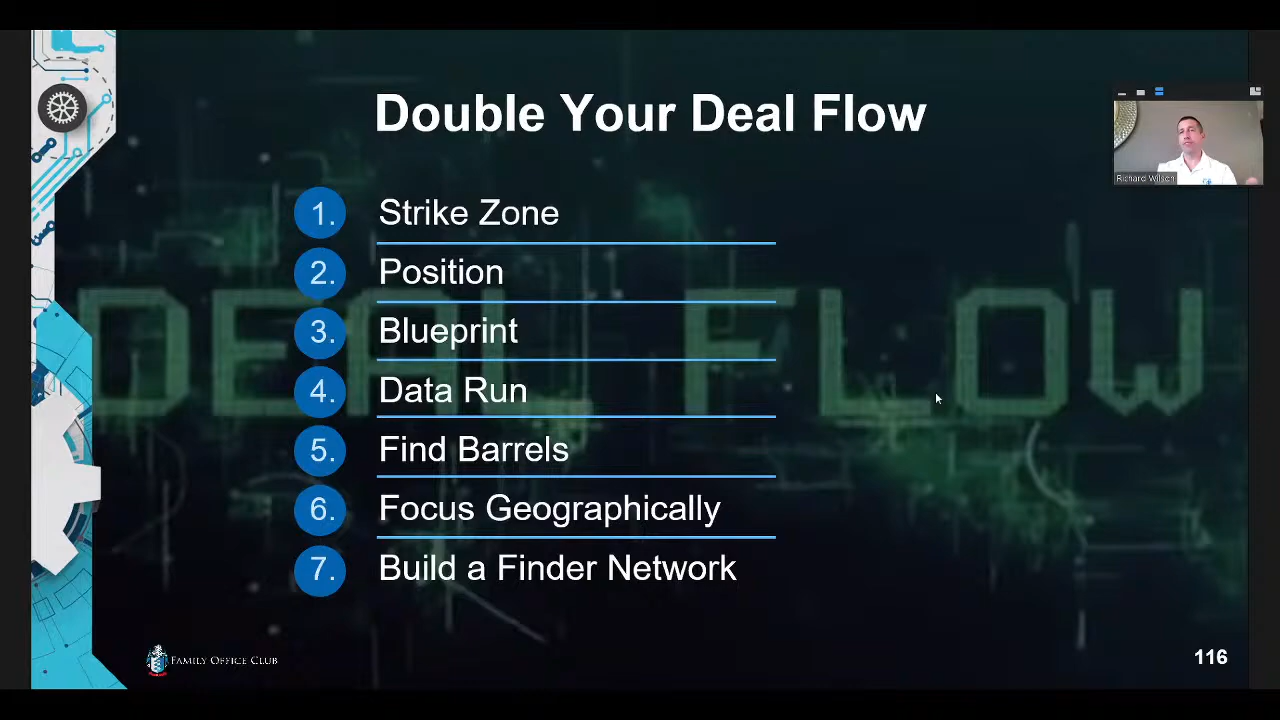 Double Your Deal Flow
1. Strike Zone
2. Position
3. Blueprint
4. Data Run
5. Find Barrels
6. Focus Geographically
7. Build a Finder Network
DEAL FLOW
Richard Wilson
FAMILY OFFICE CLUB
116